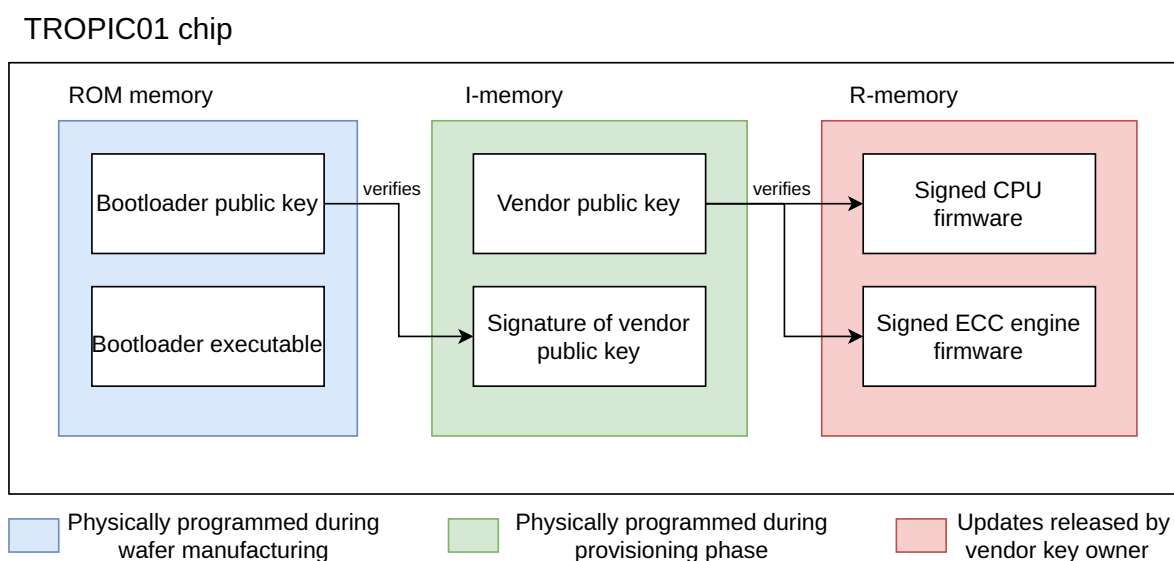 TROPIC01 chip
ROM memory
I-memory
R-memory
Bootloader public key
verifies
Vendor public key
verifies
Signed CPU
firmware
Bootloader executable
Signature of vendor
public key
Signed ECC engine
firmware
Physically programmed during
wafer manufacturing
Physically programmed during
provisioning phase
Updates released by
vendor key owner